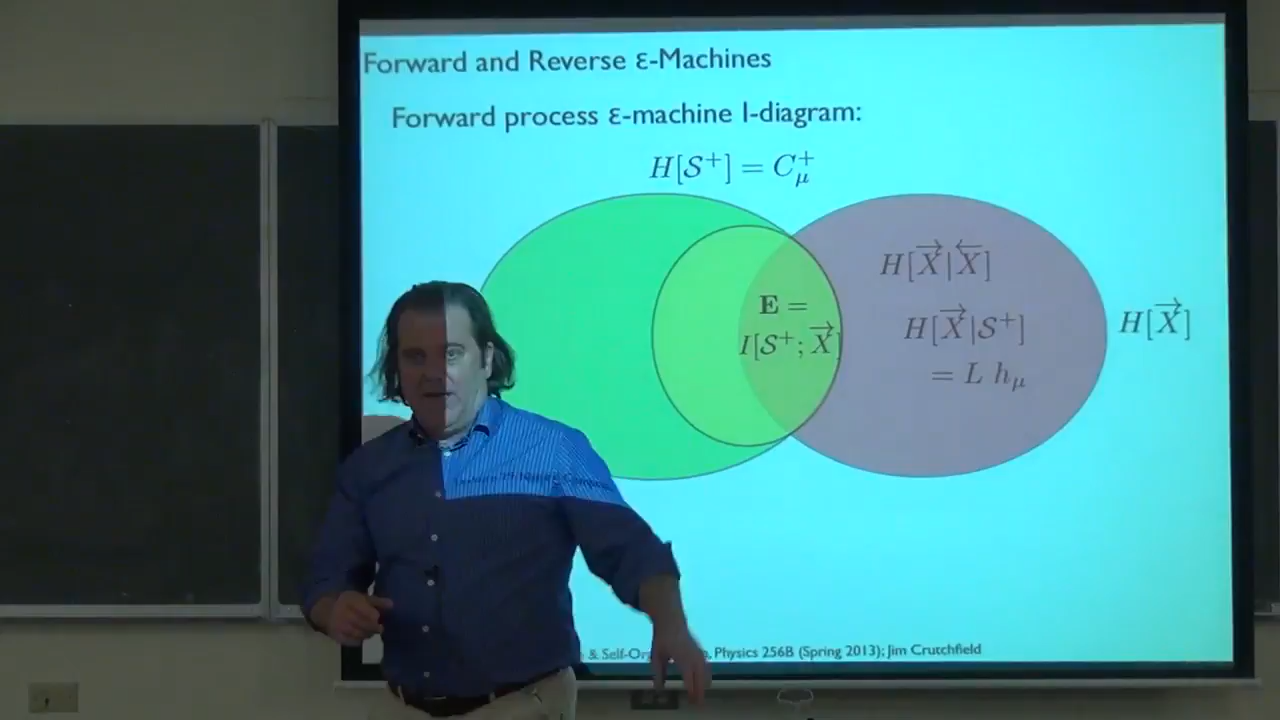 Forward and Reverse ε-Machines
Forward process ε-machine I-diagram:
H[𝒮⁺] = C⁺_μ
H[X⃗|X⃖]
E =
I[𝒮⁺; X⃗]
H[X⃗|𝒮⁺]
= L h_μ
H[X⃗]
& Physics 256B (Spring 2013); Jim Crutchfield